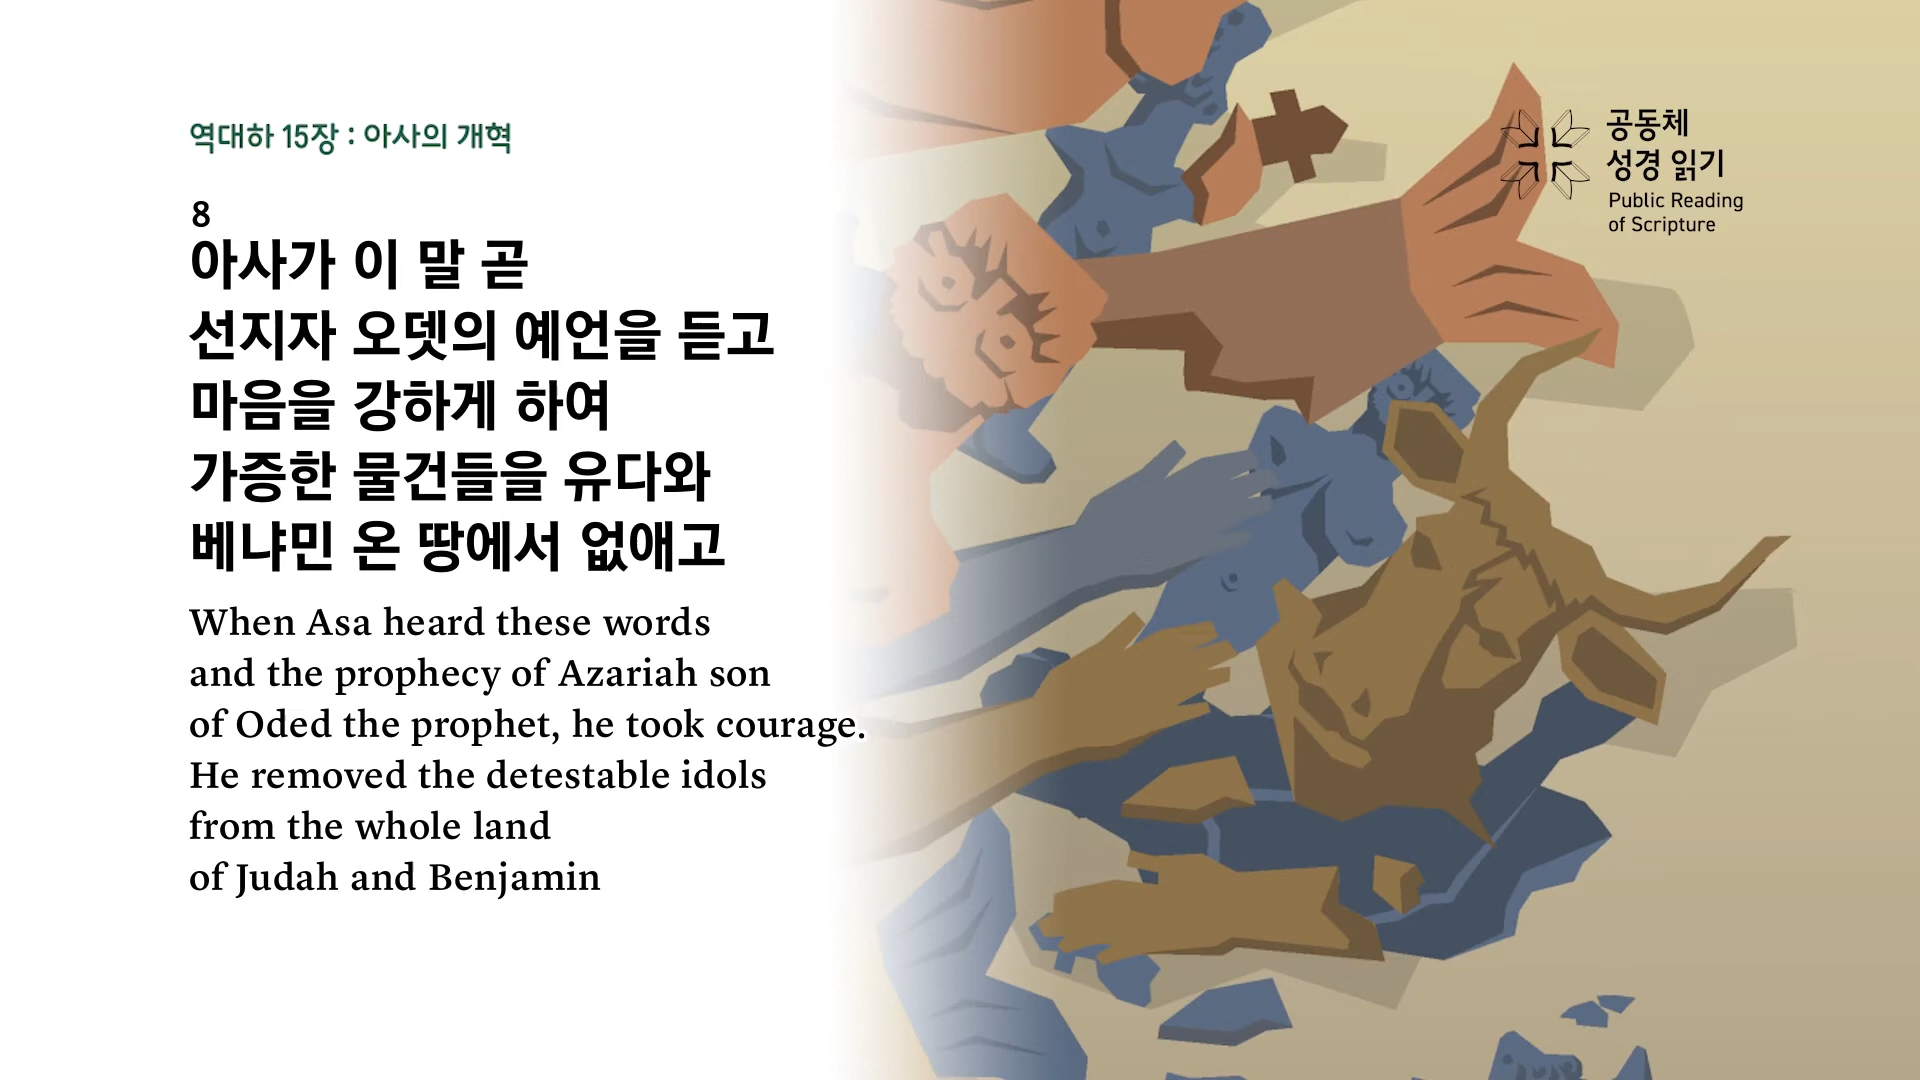 역대하 15장 : 아사의 개혁
8
아사가 이 말 곧
선지자 오뎃의 예언을 듣고
마음을 강하게 하여
가증한 물건들을 유다와
베냐민 온 땅에서 없애고
When Asa heard these words
and the prophecy of Azariah son
of Oded the prophet, he took courage.
He removed the detestable idols
from the whole land
of Judah and Benjamin
공동체
성경 읽기
Public Reading
of Scripture